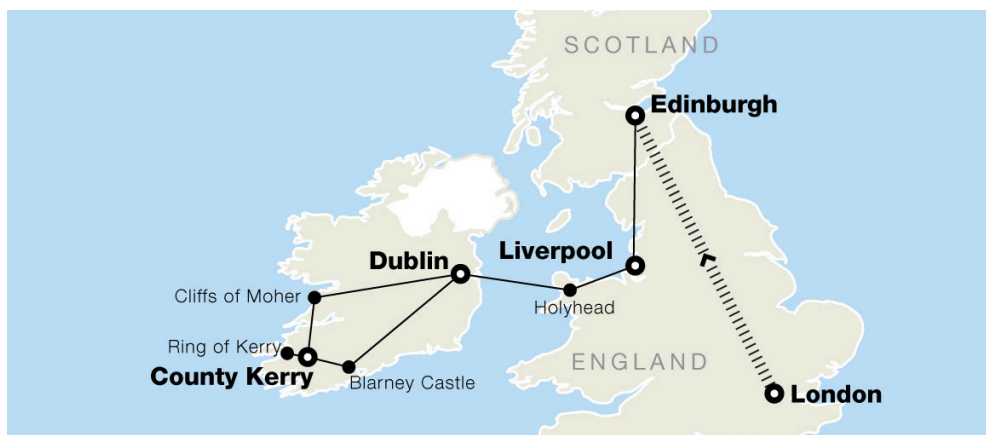 SCOTLAND
Edinburgh
Liverpool
Dublin
Cliffs of Moher
Holyhead
Ring of Kerry
County Kerry
ENGLAND
Blarney Castle
London